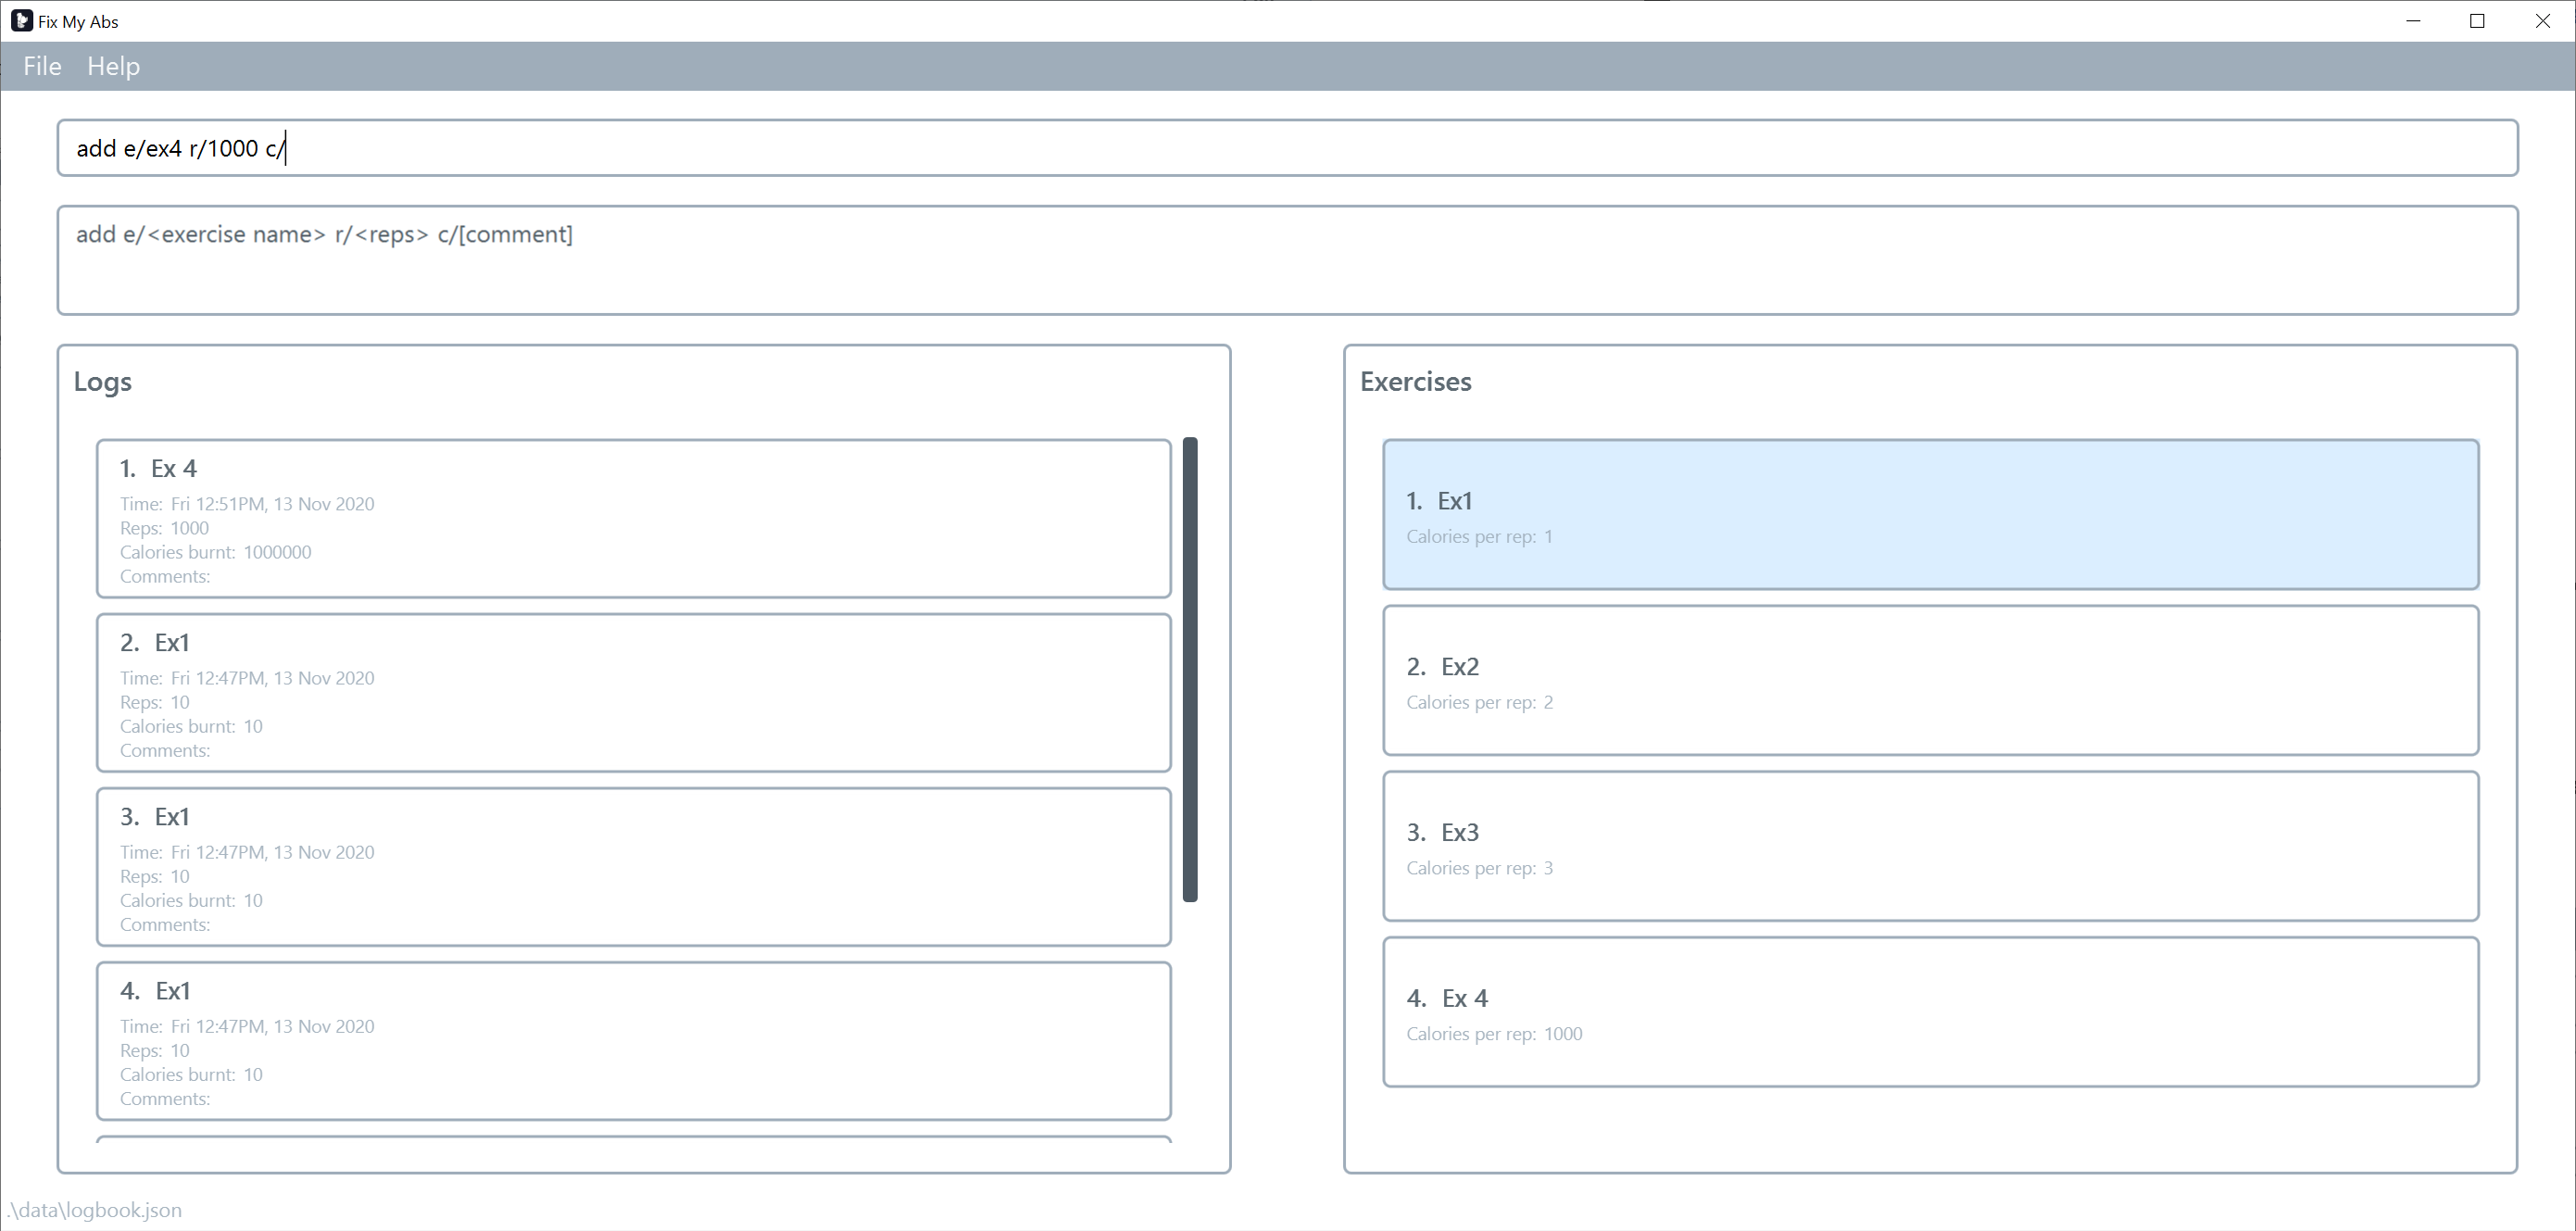 Fix My Abs
File Help
add e/ex4 r/1000 c/
add e/<exercise name> r/<reps> c/[comment]
Logs
1. Ex 4
Time: Fri 12:51PM, 13 Nov 2020
Reps: 1000
Calories burnt: 1000000
Comments:
2. Ex1
Time: Fri 12:47PM, 13 Nov 2020
Reps: 10
Calories burnt: 10
Comments:
3. Ex1
Time: Fri 12:47PM, 13 Nov 2020
Reps: 10
Calories burnt: 10
Comments:
4. Ex1
Time: Fri 12:47PM, 13 Nov 2020
Reps: 10
Calories burnt: 10
Comments:
Exercises
1. Ex1
Calories per rep: 1
2. Ex2
Calories per rep: 2
3. Ex3
Calories per rep: 3
4. Ex 4
Calories per rep: 1000
.\data\logbook.json